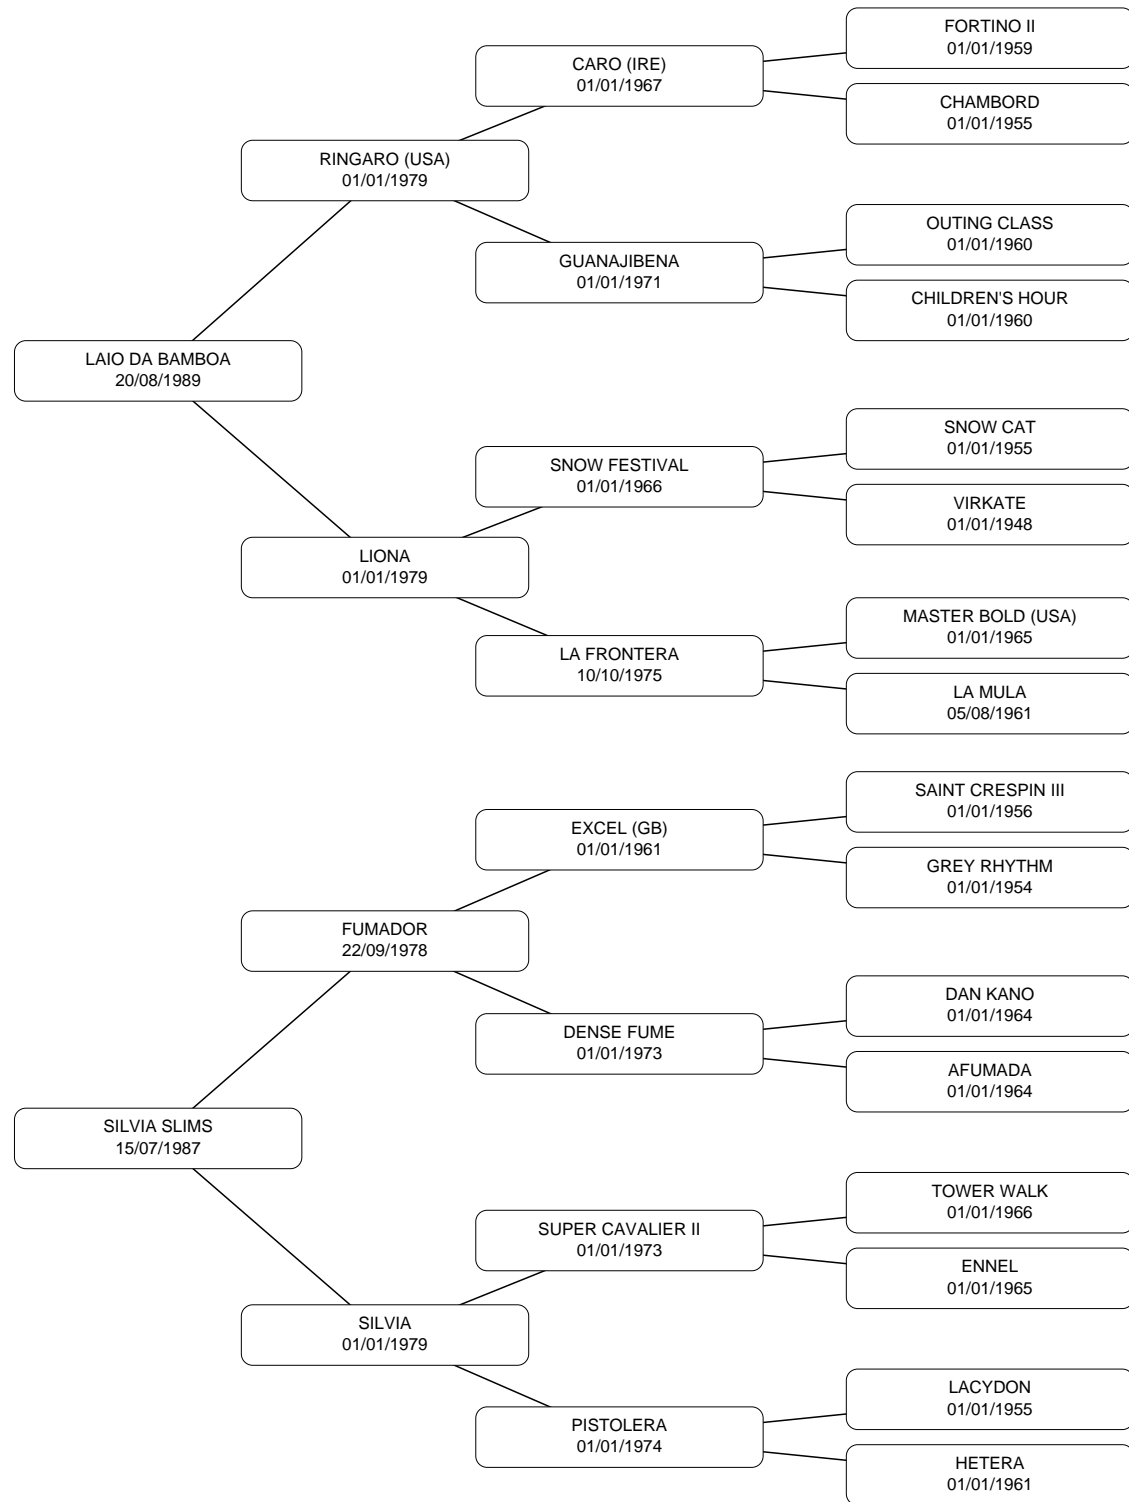 FORTINO II
01/01/1959
CARO (IRE)
01/01/1967
CHAMBORD
01/01/1955
RINGARO (USA)
01/01/1979
OUTING CLASS
01/01/1960
GUANAJIBENA
01/01/1971
CHILDREN'S HOUR
01/01/1960
LAIO DA BAMBOA
20/08/1989
SNOW CAT
01/01/1955
SNOW FESTIVAL
01/01/1966
VIRKATE
01/01/1948
LIONA
01/01/1979
MASTER BOLD (USA)
01/01/1965
LA FRONTERA
10/10/1975
LA MULA
05/08/1961
SAINT CRESPIN III
01/01/1956
EXCEL (GB)
01/01/1961
GREY RHYTHM
01/01/1954
FUMADOR
22/09/1978
DAN KANO
01/01/1964
DENSE FUME
01/01/1973
AFUMADA
01/01/1964
SILVIA SLIMS
15/07/1987
TOWER WALK
01/01/1966
SUPER CAVALIER II
01/01/1973
ENNEL
01/01/1965
SILVIA
01/01/1979
LACYDON
01/01/1955
PISTOLERA
01/01/1974
HETERA
01/01/1961